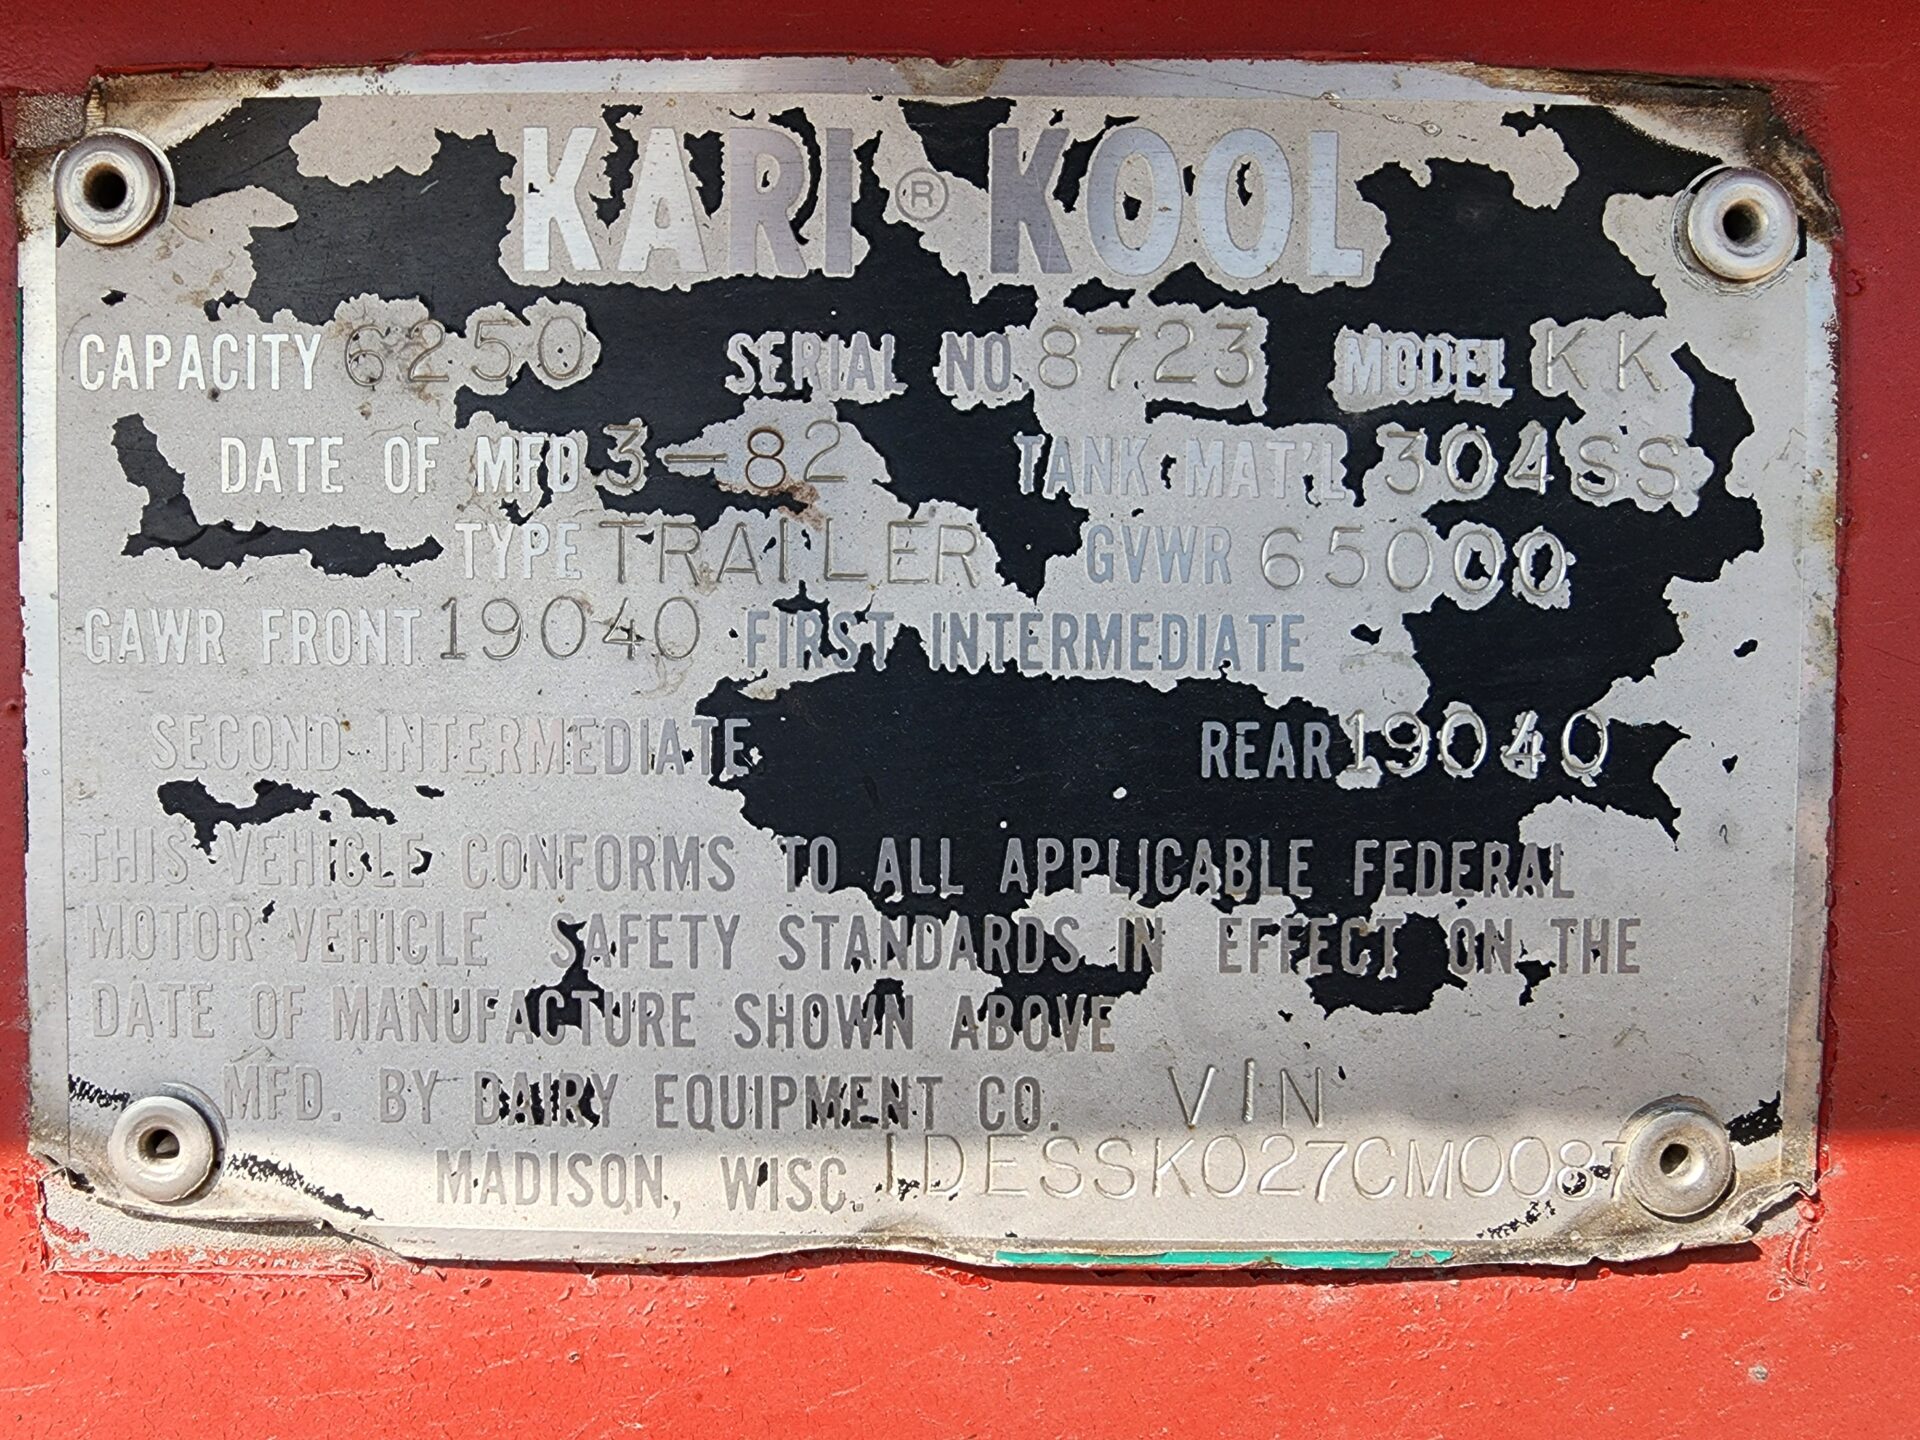 KARI ® KOOL
CAPACITY 6250 SERIAL NO. 8723 MODEL KK
DATE OF MFD 3-82 TANK MAT'L 304SS
TYPE TRAILER GVWR 65000
GAWR FRONT 19040 FIRST INTERMEDIATE
SECOND INTERMEDIATE REAR 19040
THIS VEHICLE CONFORMS TO ALL APPLICABLE FEDERAL
MOTOR VEHICLE SAFETY STANDARDS IN EFFECT ON THE
DATE OF MANUFACTURE SHOWN ABOVE
MFD. BY DAIRY EQUIPMENT CO. VIN
MADISON, WISC. 1DESSK027CM0087